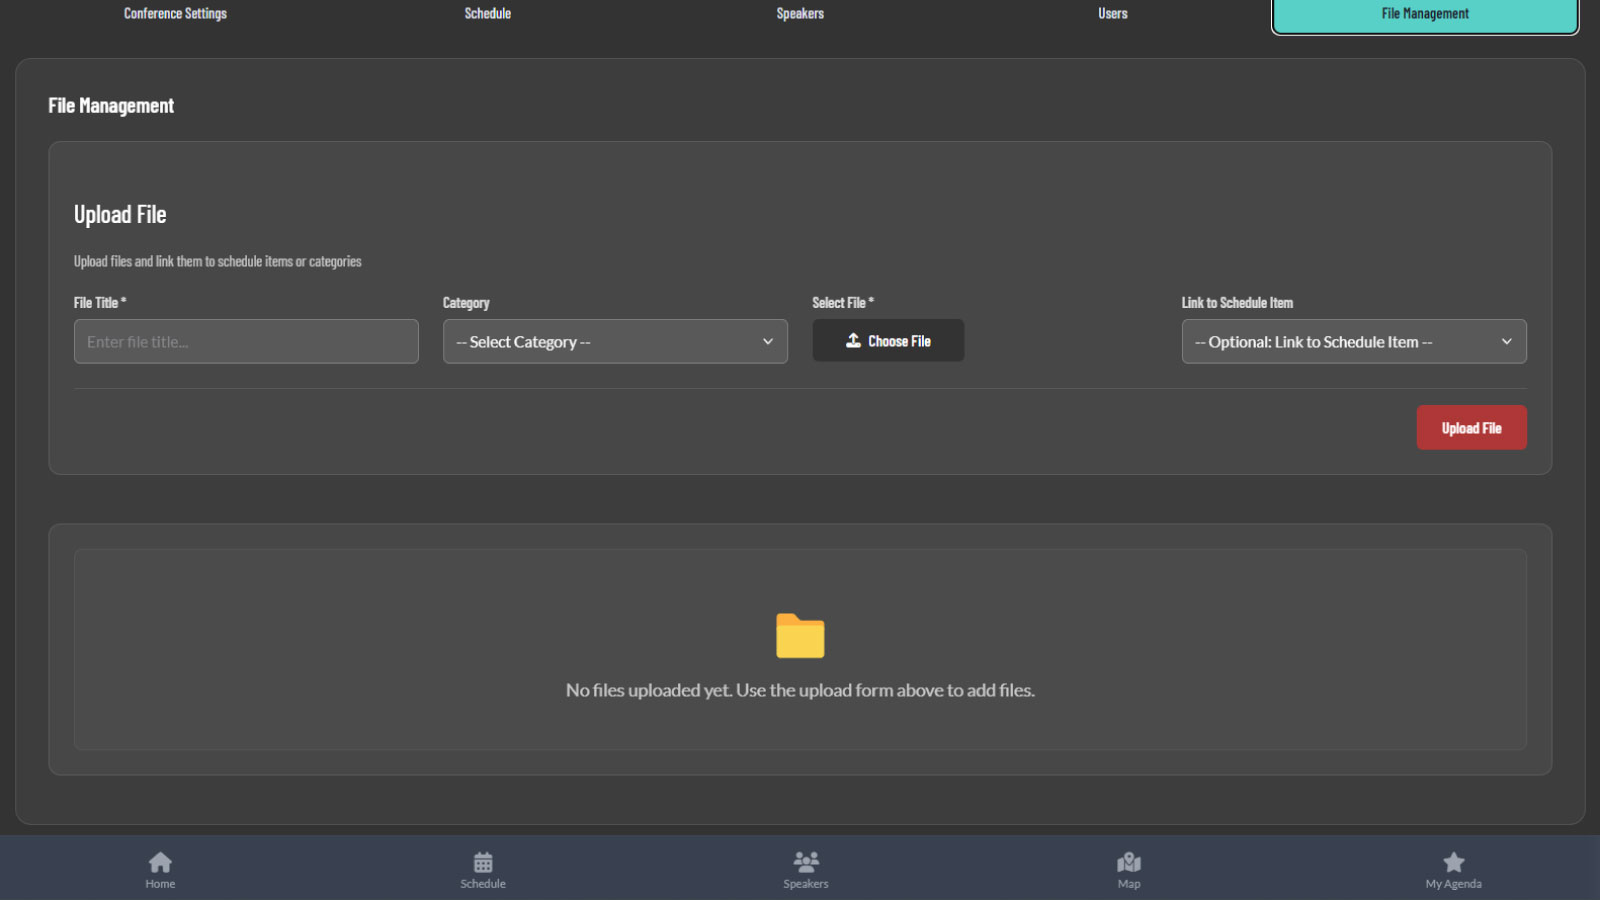 Conference Settings
Schedule
Speakers
Users
File Management
File Management
Upload File
Upload files and link them to schedule items or categories
File Title *
Category
Select File *
Link to Schedule Item
Enter file title...
-- Select Category --
Choose File
-- Optional: Link to Schedule Item --
Upload File
No files uploaded yet. Use the upload form above to add files.
Home
Schedule
Speakers
Map
My Agenda